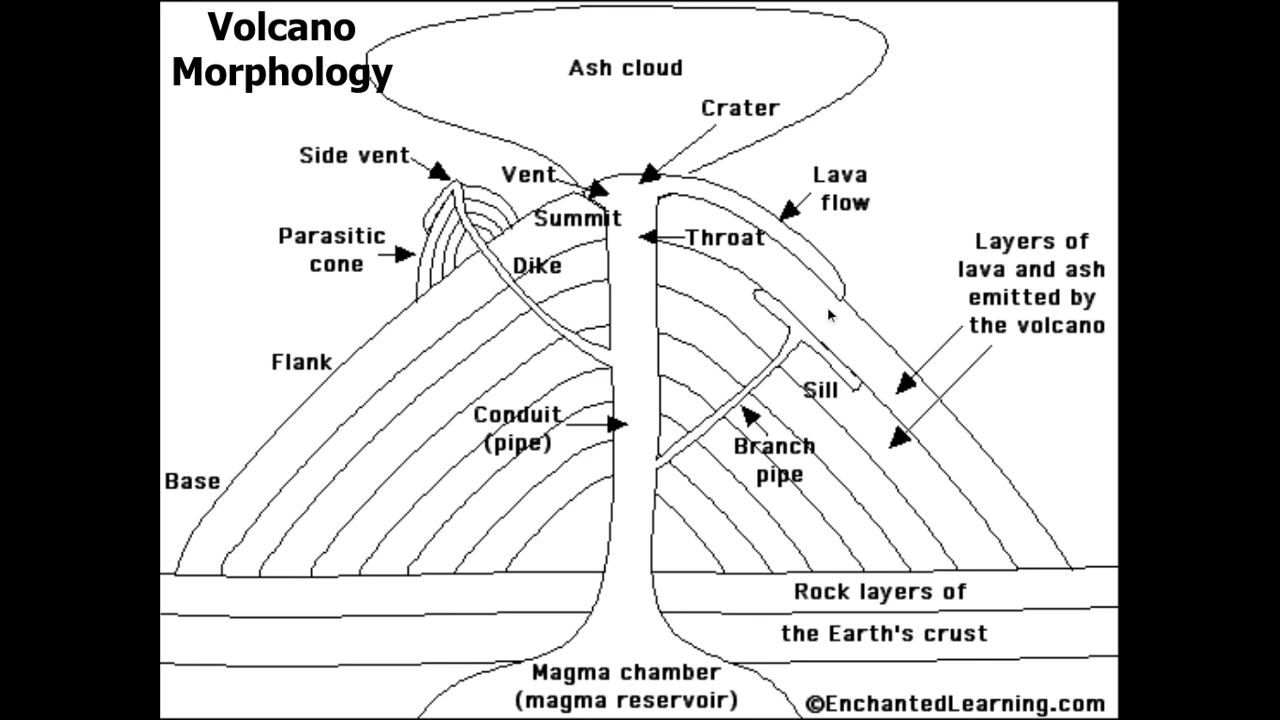 Volcano
Morphology
Ash cloud
Crater
Side vent
Vent
Lava
flow
Summit
Parasitic
cone
Throat
Dike
Layers of
lava and ash
emitted by
the volcano
Flank
Sill
Conduit
(pipe)
Branch
pipe
Base
Rock layers of
the Earth's crust
Magma chamber
(magma reservoir)
©EnchantedLearning.com